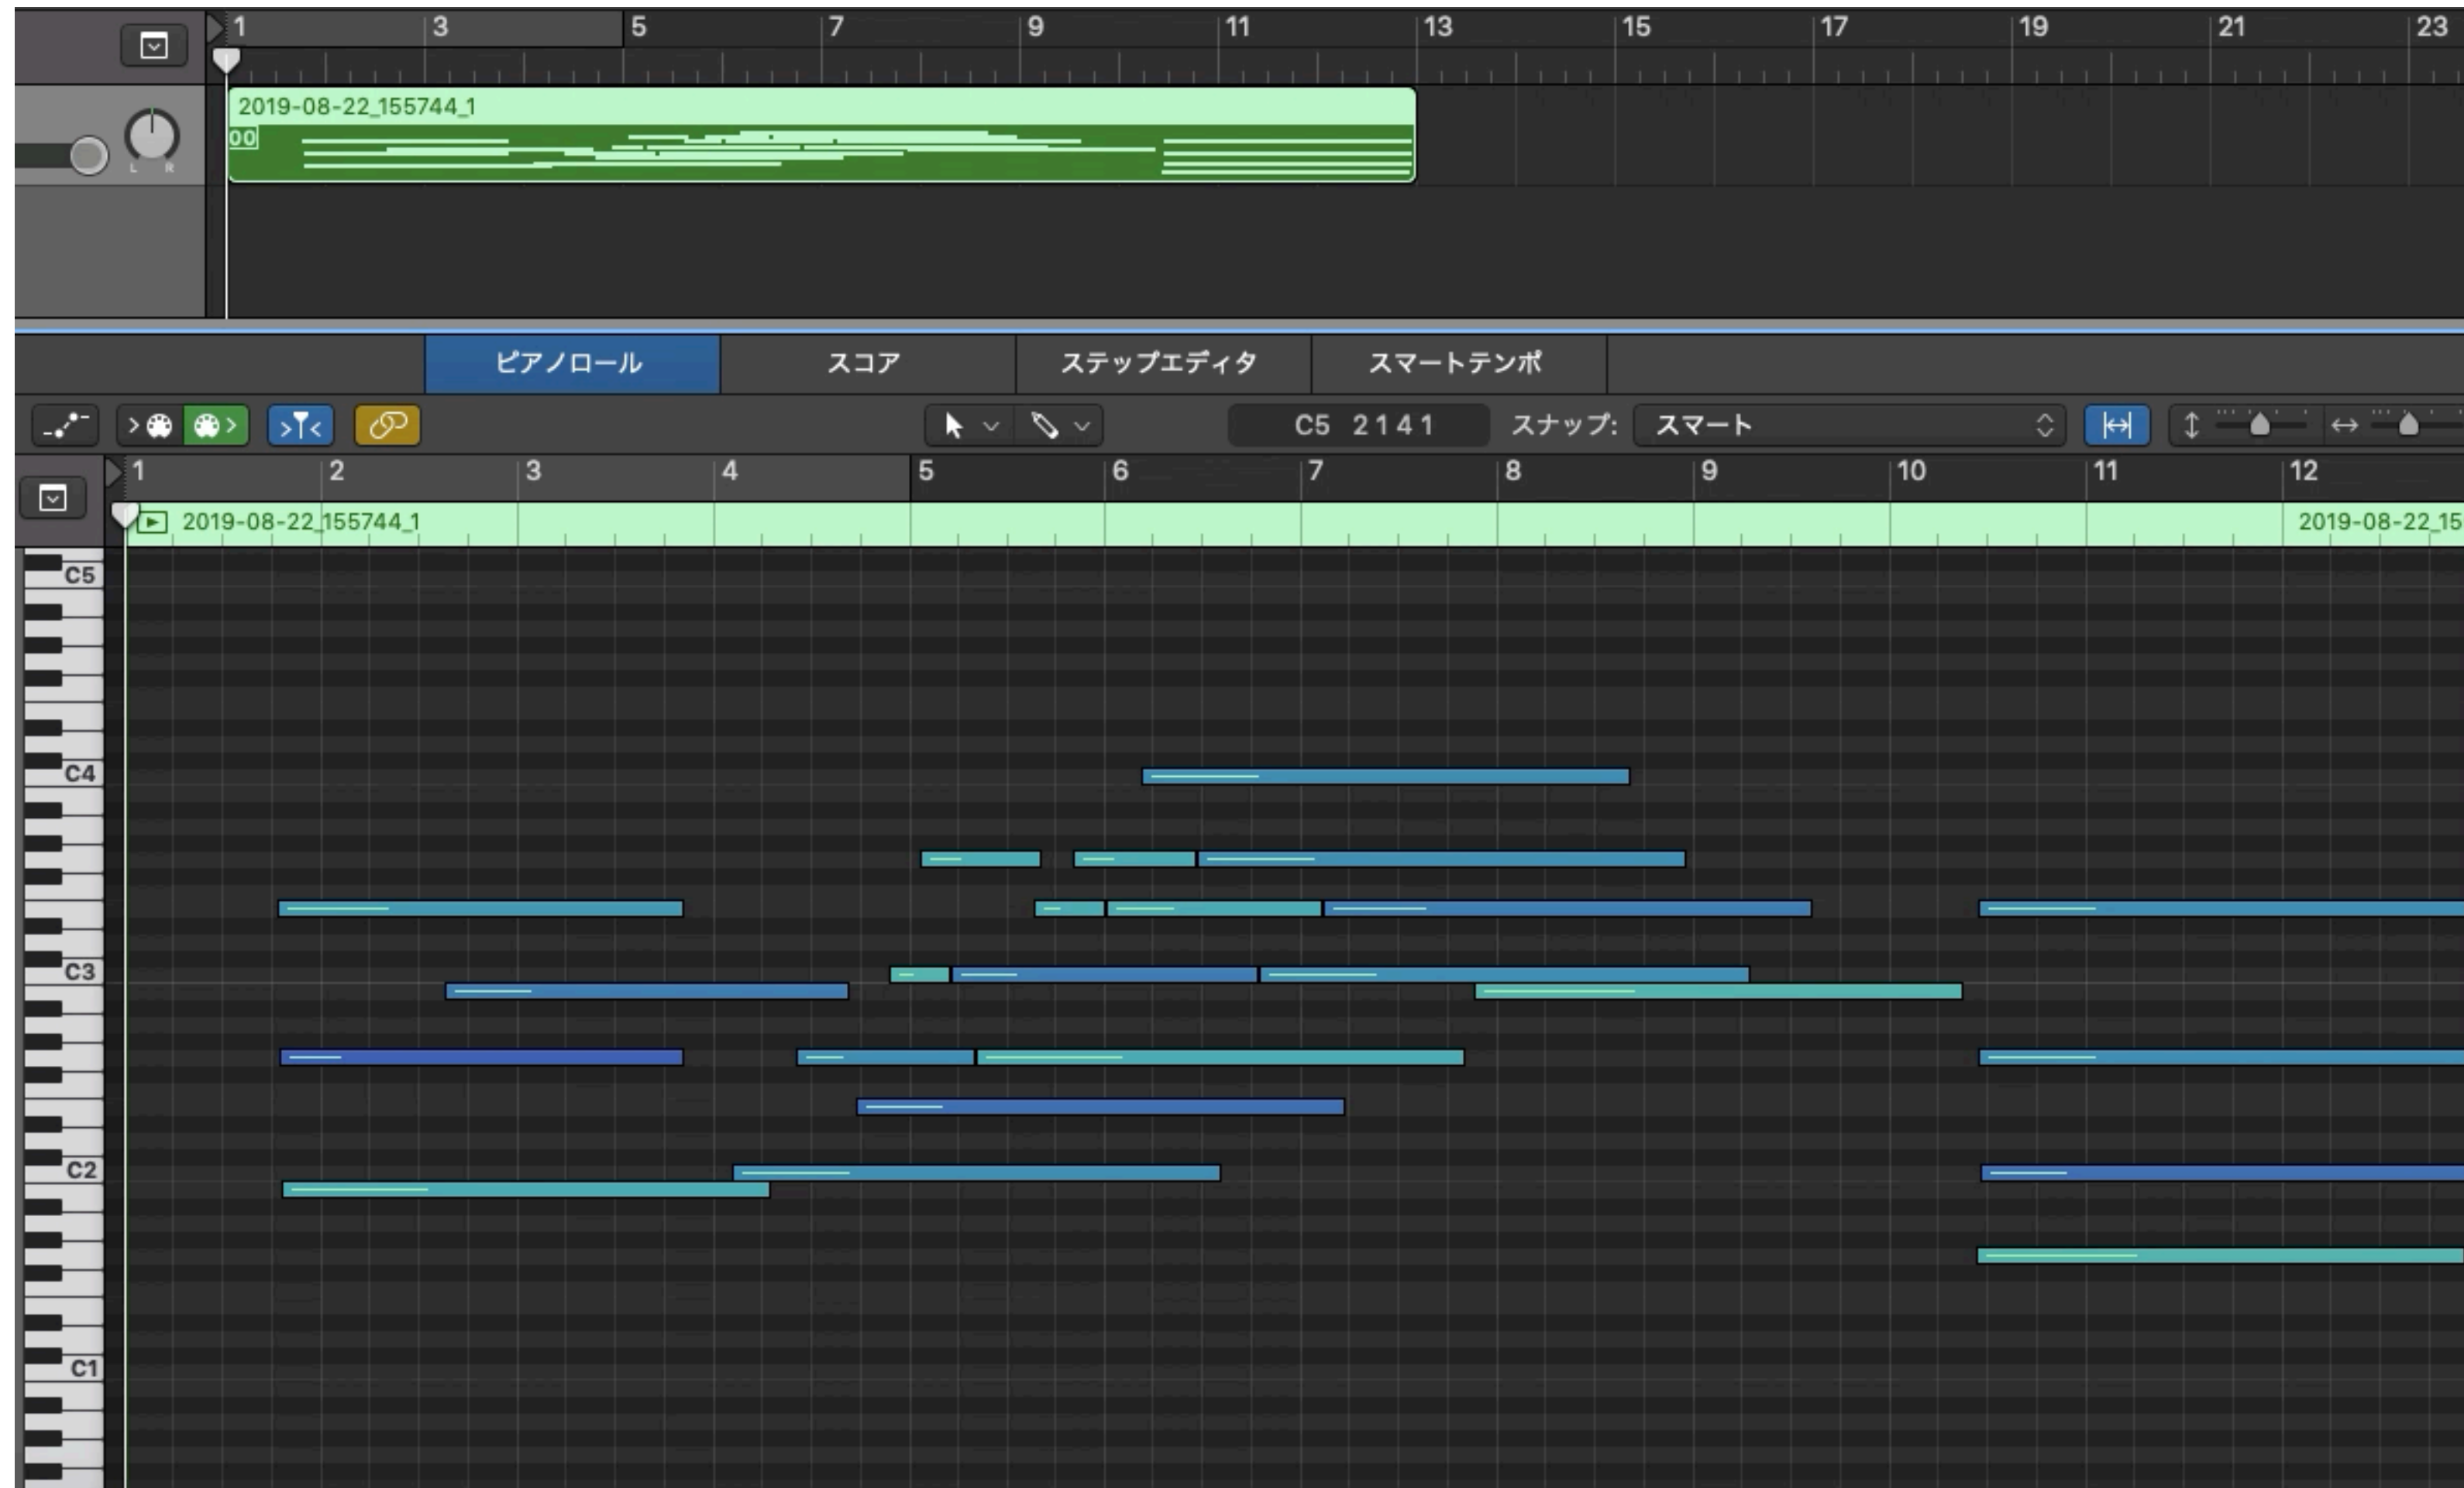 1 3 5 7 9 11 13 15 17 19 21 23
2019-08-22_155744_1
00
L R
ピアノロール スコア ステップエディタ スマートテンポ
C5 2 1 4 1 スナップ: スマート
1 2 3 4 5 6 7 8 9 10 11 12
2019-08-22_155744_1 2019-08-22_15
C5
C4
C3
C2
C1